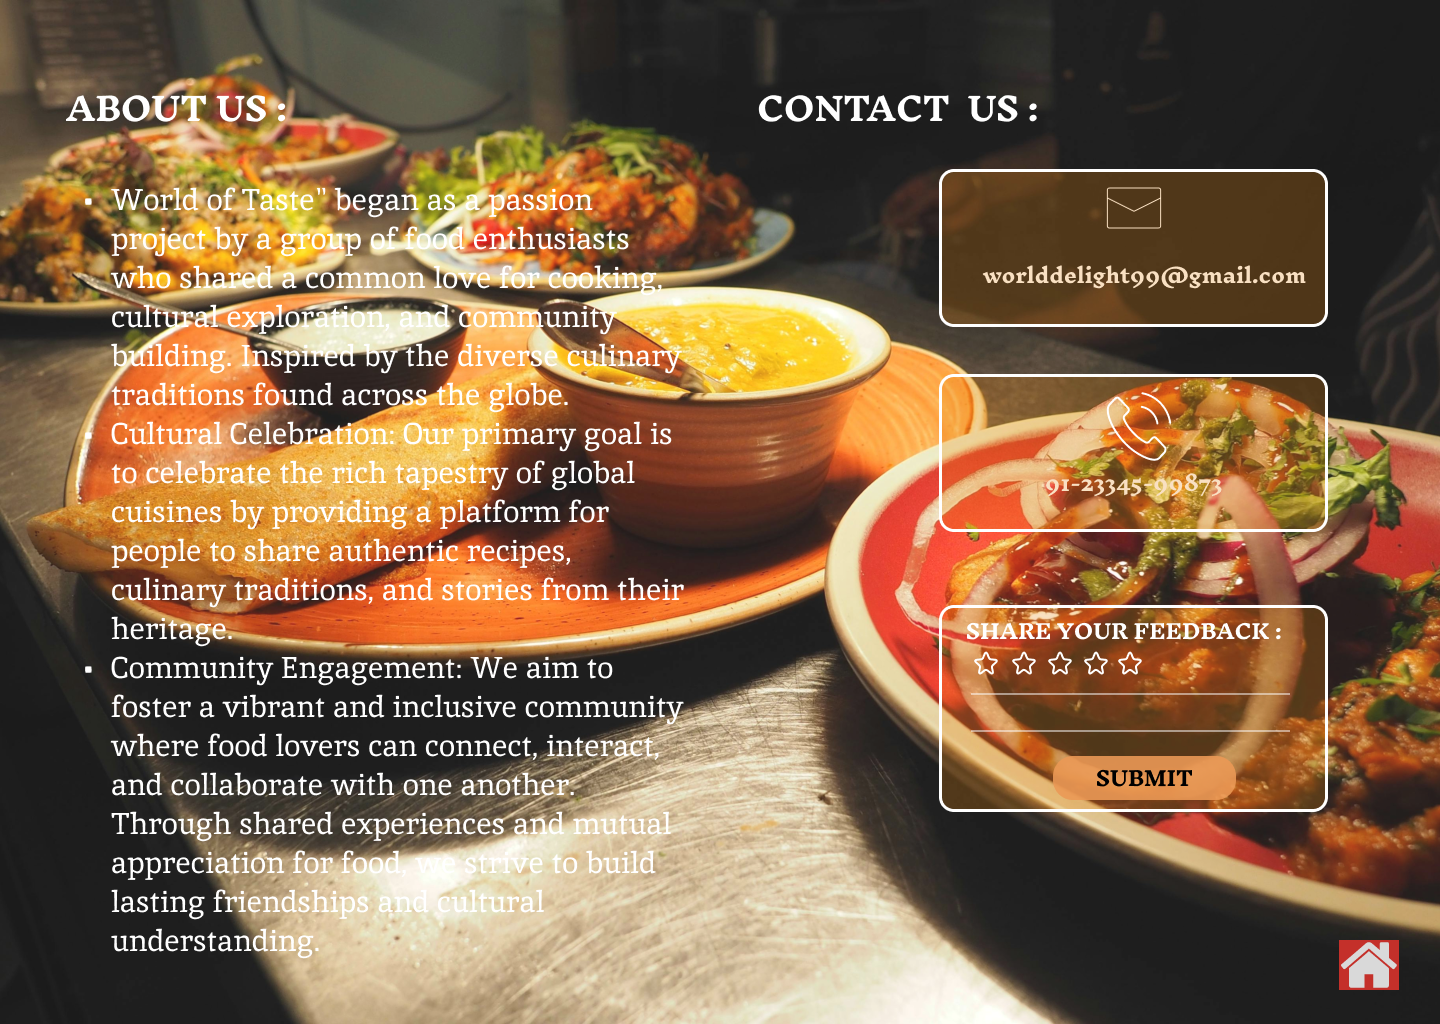 ABOUT US :
World of Taste" began as a passion
project by a group of food enthusiasts
who shared a common love for cooking,
cultural exploration, and community
building. Inspired by the diverse culinary
traditions found across the globe.
Cultural Celebration: Our primary goal is
to celebrate the rich tapestry of global
cuisines by providing a platform for
people to share authentic recipes,
culinary traditions, and stories from their
heritage.
Community Engagement: We aim to
foster a vibrant and inclusive community
where food lovers can connect, interact,
and collaborate with one another.
Through shared experiences and mutual
appreciation for food, we strive to build
lasting friendships and cultural
understanding.
CONTACT US :
worlddelight99@gmail.com
91-23345-99873
SHARE YOUR FEEDBACK :
SUBMIT